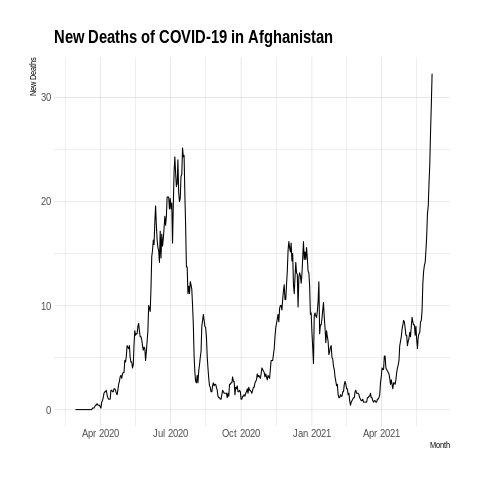 New Deaths of COVID-19 in Afghanistan
New Deaths
30
20
10
0
Apr 2020 Jul 2020 Oct 2020 Jan 2021 Apr 2021
Month